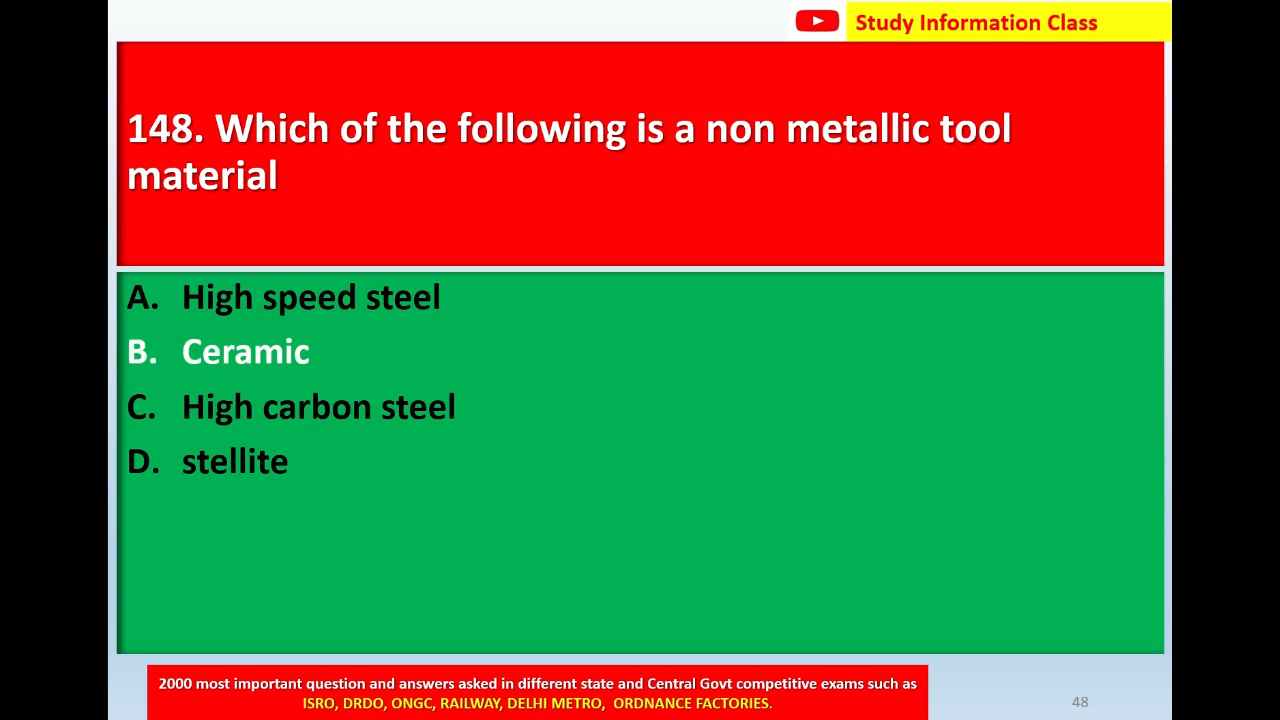 Study Information Class
148. Which of the following is a non metallic tool
material
A. High speed steel
B. Ceramic
C. High carbon steel
D. stellite
2000 most important question and answers asked in different state and Central Govt competitive exams such as
ISRO, DRDO, ONGC, RAILWAY, DELHI METRO, ORDNANCE FACTORIES.
48